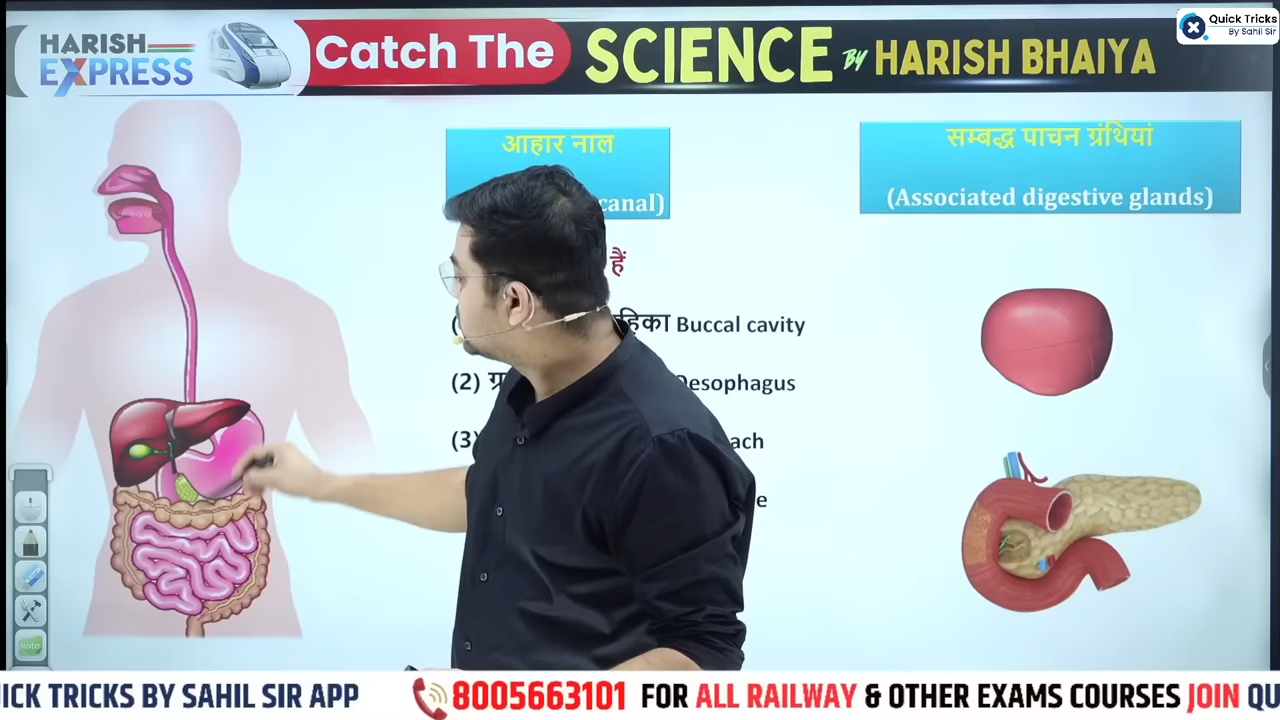 HARISH
EXPRESS
Catch The
SCIENCE
BY
HARISH BHAIYA
Quick Tricks
By Sahil Sir
आहार नाल
canal)
सम्बद्ध पाचन ग्रंथियां
(Associated digestive glands)
हैं
(
हिका Buccal cavity
(2) ग्र
Oesophagus
(3)
ach
e
Note
UICK TRICKS BY SAHIL SIR APP
8005663101
FOR ALL RAILWAY & OTHER EXAMS COURSES JOIN QU